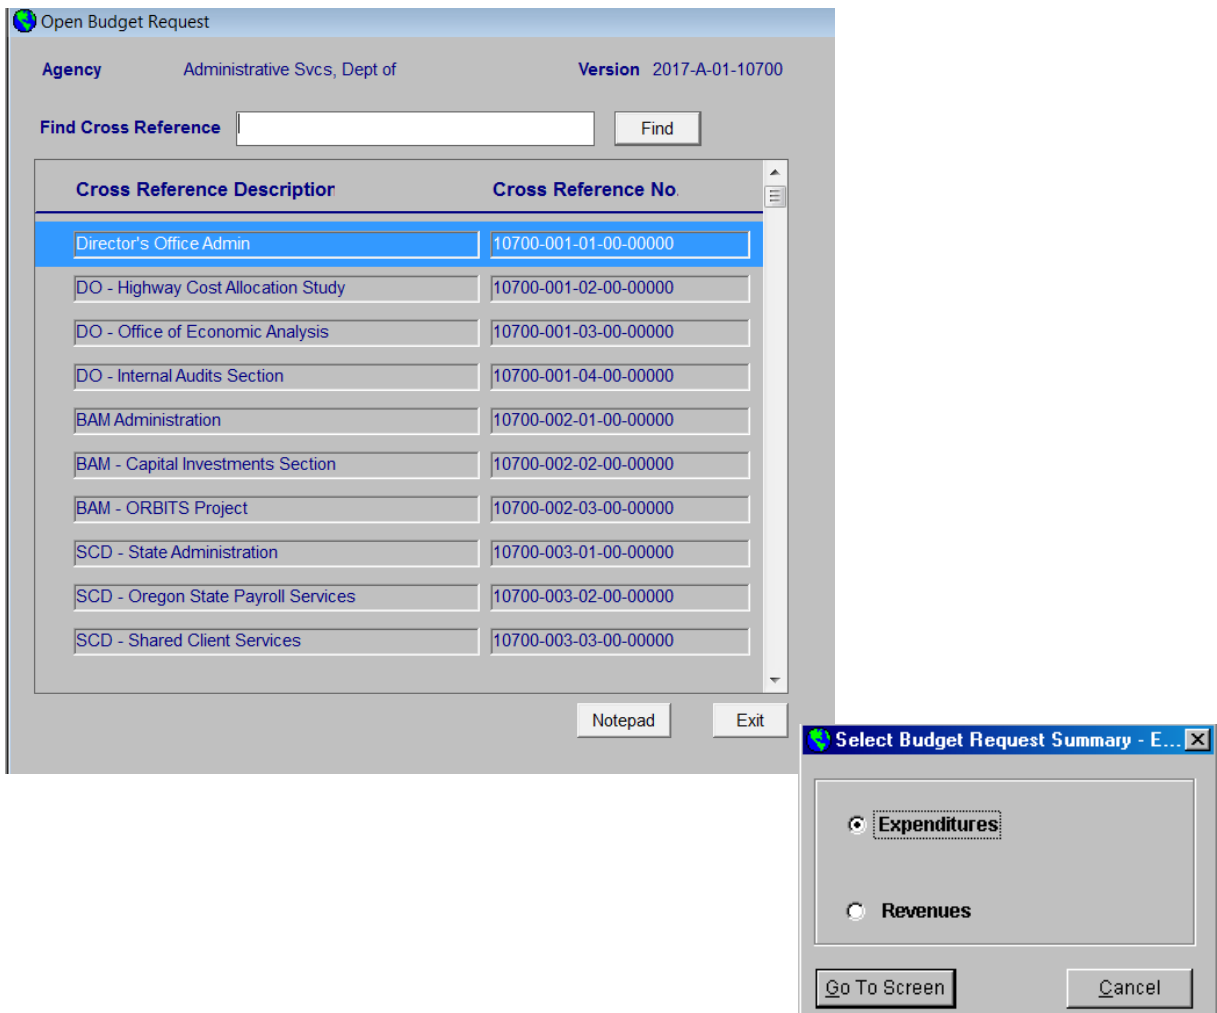 Open Budget Request
Agency Administrative Svcs, Dept of Version 2017-A-01-10700
Find Cross Reference Find
Cross Reference Description Cross Reference No.
Director's Office Admin 10700-001-01-00-00000
DO - Highway Cost Allocation Study 10700-001-02-00-00000
DO - Office of Economic Analysis 10700-001-03-00-00000
DO - Internal Audits Section 10700-001-04-00-00000
BAM Administration 10700-002-01-00-00000
BAM - Capital Investments Section 10700-002-02-00-00000
BAM - ORBITS Project 10700-002-03-00-00000
SCD - State Administration 10700-003-01-00-00000
SCD - Oregon State Payroll Services 10700-003-02-00-00000
SCD - Shared Client Services 10700-003-03-00-00000
Notepad Exit
Select Budget Request Summary - E...
Expenditures
Revenues
Go To Screen Cancel